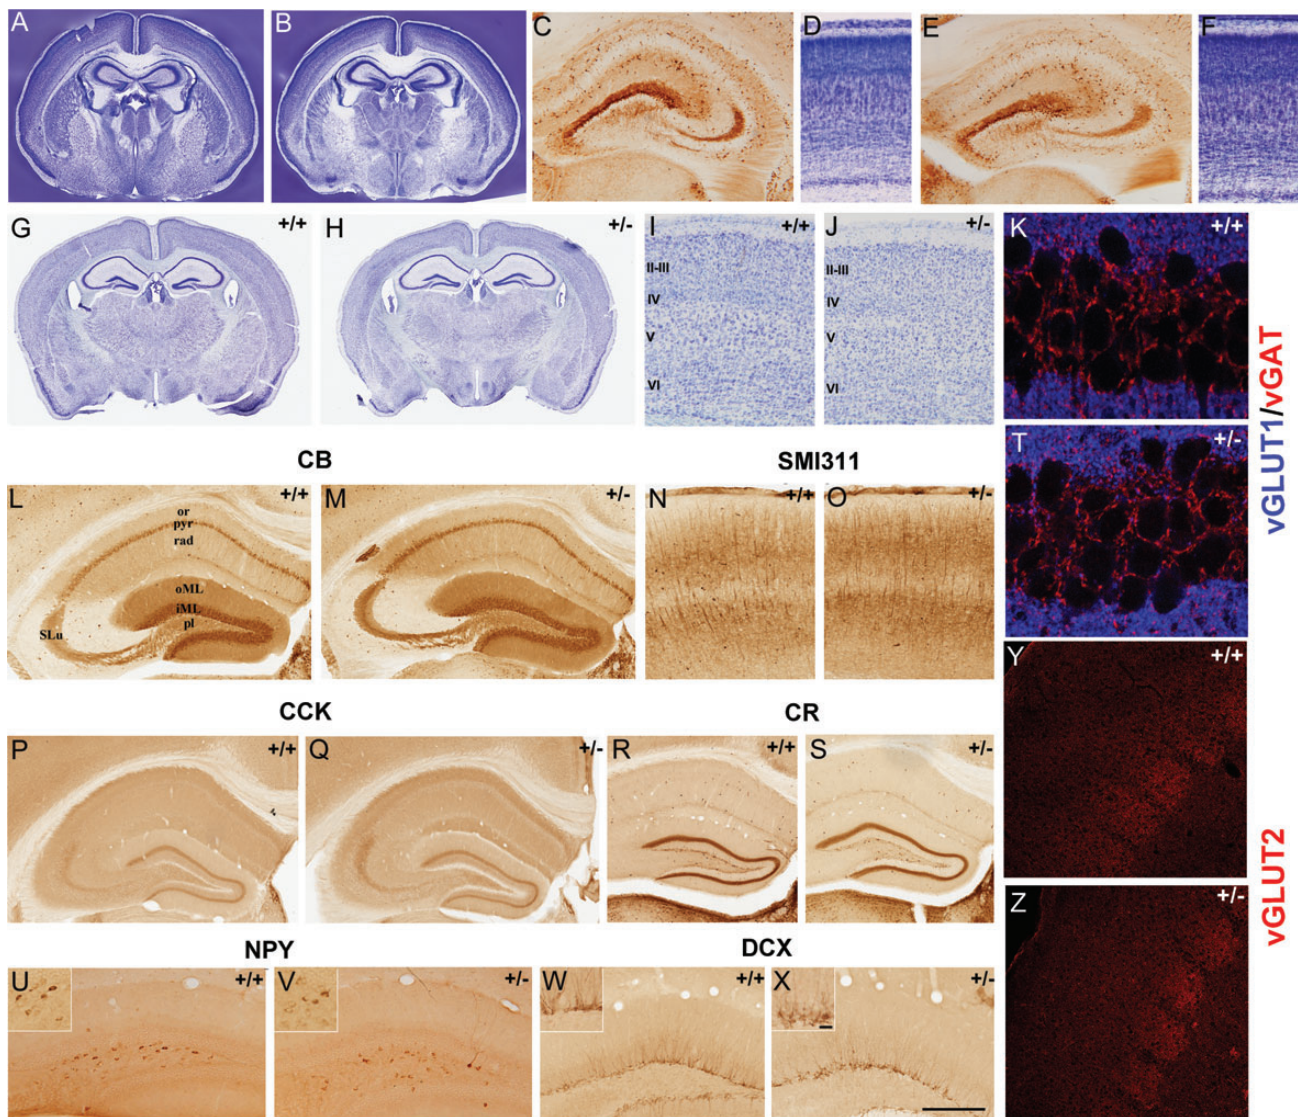 A
B
C
D
E
F
G +/+
H +/-
I +/+
II-III
IV
V
VI
J +/-
II-III
IV
V
VI
K +/+
T +/-
vGLUT1/vGAT
CB
L +/+
or
pyr
rad
oML
iML
pl
SLu
M +/-
SMI311
N +/+
O +/-
CCK
P +/+
Q +/-
CR
R +/+
S +/-
Y +/+
Z +/-
vGLUT2
NPY
U +/+
V +/-
DCX
W +/+
X +/-